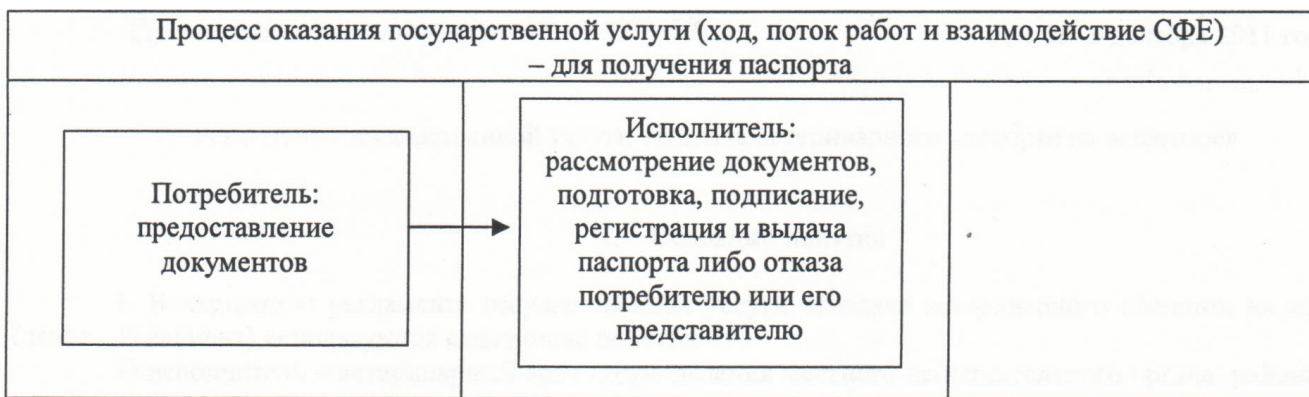 Процесс оказания государственной услуги (ход, поток работ и взаимодействие СФЕ)
– для получения паспорта
Потребитель:
предоставление
документов
Исполнитель:
рассмотрение документов,
подготовка, подписание,
регистрация и выдача
паспорта либо отказа
потребителю или его
представителю